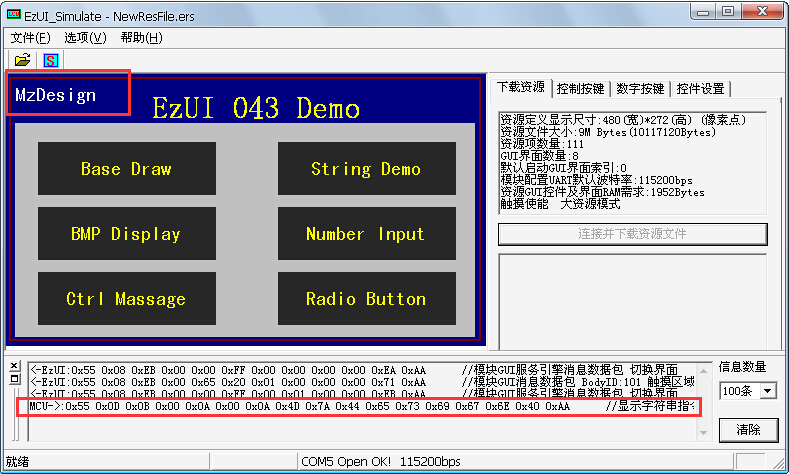 EzUI_Simulate - NewResFile.ers
文件(F) 选项(V) 帮助(H)
MzDesign
EzUI 043 Demo
Base Draw
String Demo
BMP Display
Number Input
Ctrl Massage
Radio Button
下载资源 控制按键 数字按键 控件设置
资源定义显示尺寸:480(宽)*272(高) (像素点)
资源文件大小:9M Bytes(10117120Bytes)
资源项数量:111
GUI界面数量:8
默认启动GUI界面索引:0
模块配置UART默认波特率:115200bps
资源GUI控件及界面RAM需求:1952Bytes
触摸使能 大资源模式
连接并下载资源文件
<-EzUI:0x55 0x08 0xEB 0x00 0x00 0xFF 0x00 0x00 0x00 0x00 0xEA 0xAA //模块GUI服务引擎消息数据包 切换界面
<-EzUI:0x55 0x08 0xEB 0x00 0x65 0x20 0x01 0x00 0x00 0x00 0x71 0xAA //模块GUI消息数据包 BodyID:101 触摸区域
<-EzUI:0x55 0x08 0xEB 0x00 0x00 0xFF 0x00 0x01 0x00 0x00 0xEB 0xAA //模块GUI服务引擎消息数据包 切换界面
MCU->:0x55 0x0D 0x0B 0x00 0x0A 0x00 0x0A 0x4D 0x7A 0x44 0x65 0x73 0x69 0x67 0x6E 0x40 0xAA //显示字符串指
信息数量
100条
清除
就绪
COM5 Open OK! 115200bps